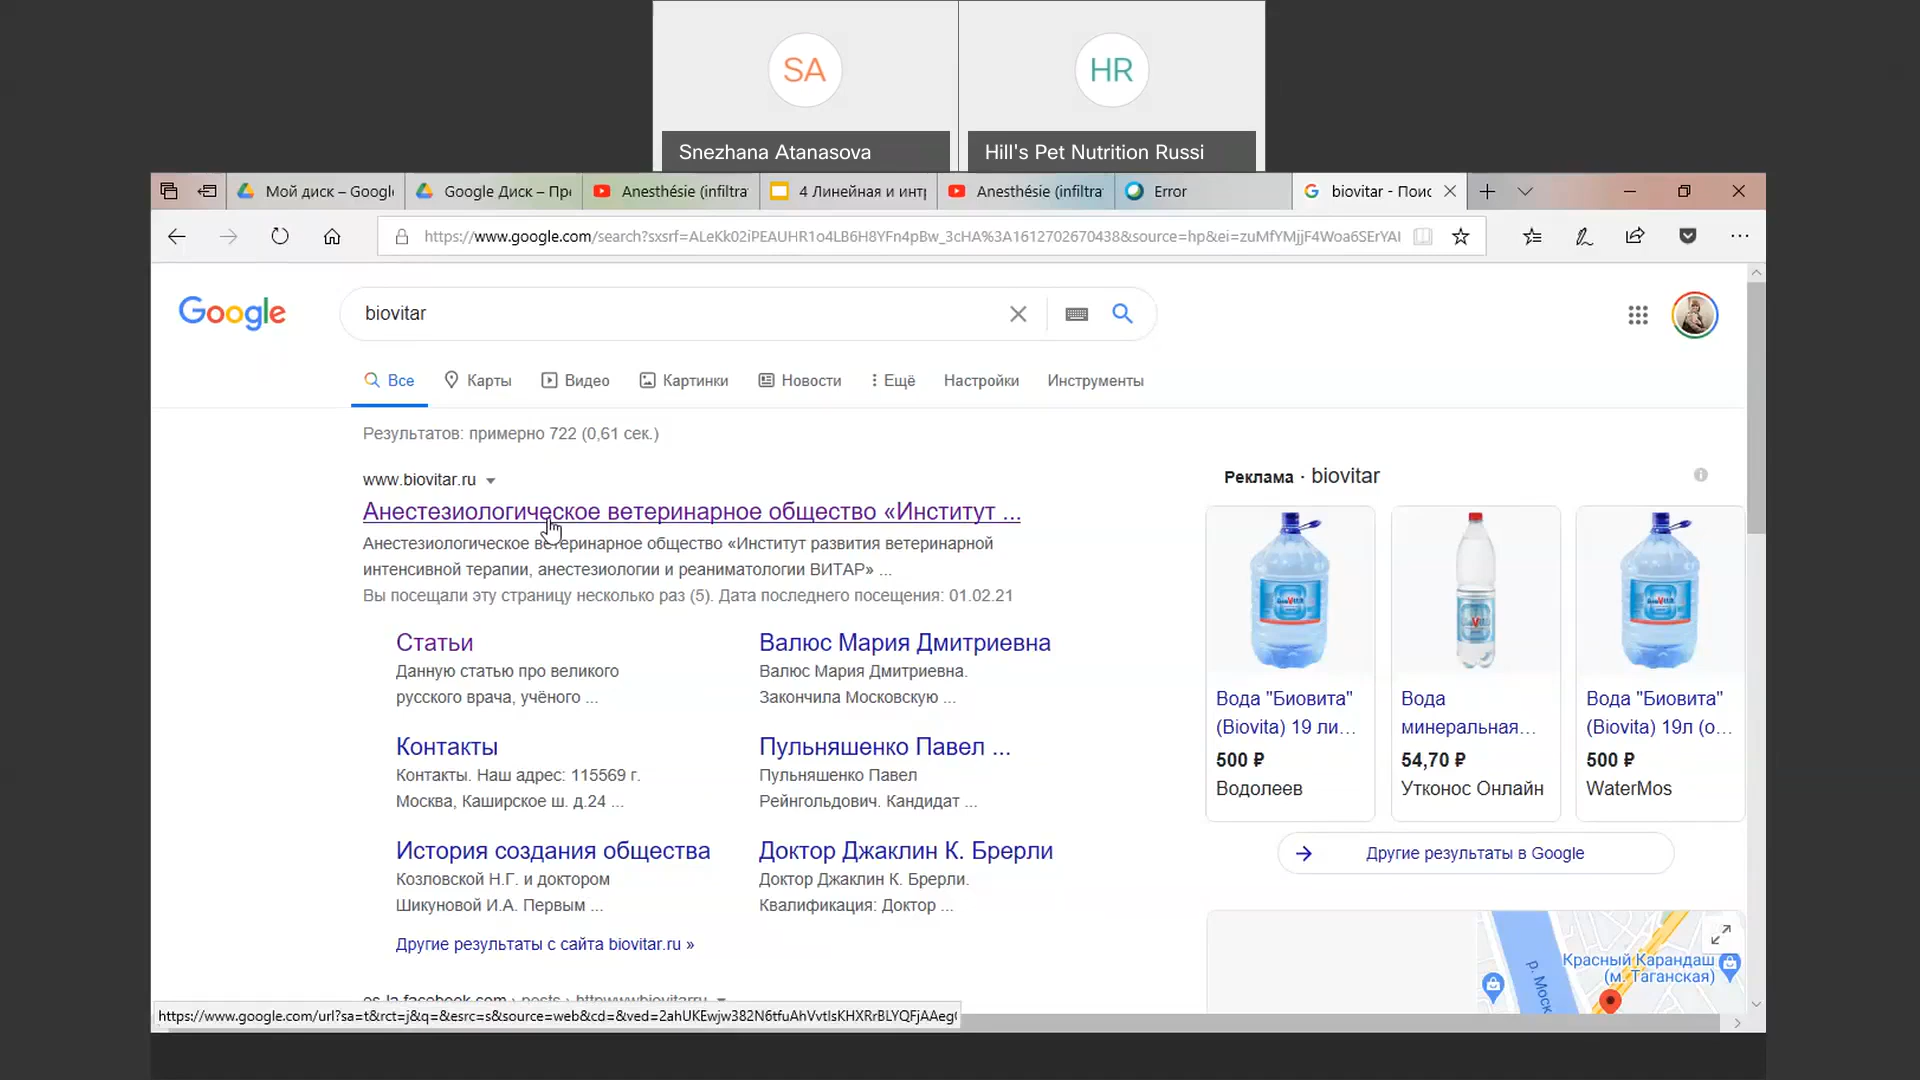 SA
HR
Snezhana Atanasova
Hill's Pet Nutrition Russi
Мой диск – Googl
Google Диск – Пр
Anesthésie (infiltra
4 Линейная и инт
Anesthésie (infiltra
Error
biovitar - Поис
https://www.google.com/search?sxsrf=ALeKk02iPEAUHR1o4LB6H8YFn4pBw_3cHA%3A1612702670438&source=hp&ei=zuMfYMjjF4Woa6SErYAI
Google
biovitar
Все
Карты
Видео
Картинки
Новости
Ещё
Настройки
Инструменты
Результатов: примерно 722 (0,61 сек.)
www.biovitar.ru
Анестезиологическое ветеринарное общество «Институт ...
Анестезиологическое ветеринарное общество «Институт развития ветеринарной
интенсивной терапии, анестезиологии и реаниматологии ВИТАР» ...
Вы посещали эту страницу несколько раз (5). Дата последнего посещения: 01.02.21
Статьи
Данную статью про великого
русского врача, учёного ...
Валюс Мария Дмитриевна
Валюс Мария Дмитриевна.
Закончила Московскую ...
Контакты
Контакты. Наш адрес: 115569 г.
Москва, Каширское ш. д.24 ...
Пульняшенко Павел ...
Пульняшенко Павел
Рейнгольдович. Кандидат ...
История создания общества
Козловской Н.Г. и доктором
Шикуновой И.А. Первым ...
Доктор Джаклин К. Брерли
Доктор Джаклин К. Брерли.
Квалификация: Доктор ...
Другие результаты с сайта biovitar.ru »
es-la.facebook.com › posts › httpwwwbiovitarru
Реклама · biovitar
Вода "Биовита"
(Biovita) 19 ли...
500 ₽
Водолеев
Вода
минеральная...
54,70 ₽
Утконос Онлайн
Вода "Биовита"
(Biovita) 19л (о...
500 ₽
WaterMos
Другие результаты в Google
Красный Карандаш
(м. Таганская)
р. Моск
https://www.google.com/url?sa=t&rct=j&q=&esrc=s&source=web&cd=&ved=2ahUKEwjw382N6tfuAhVvtIsKHXRrBLYQFjAAeg